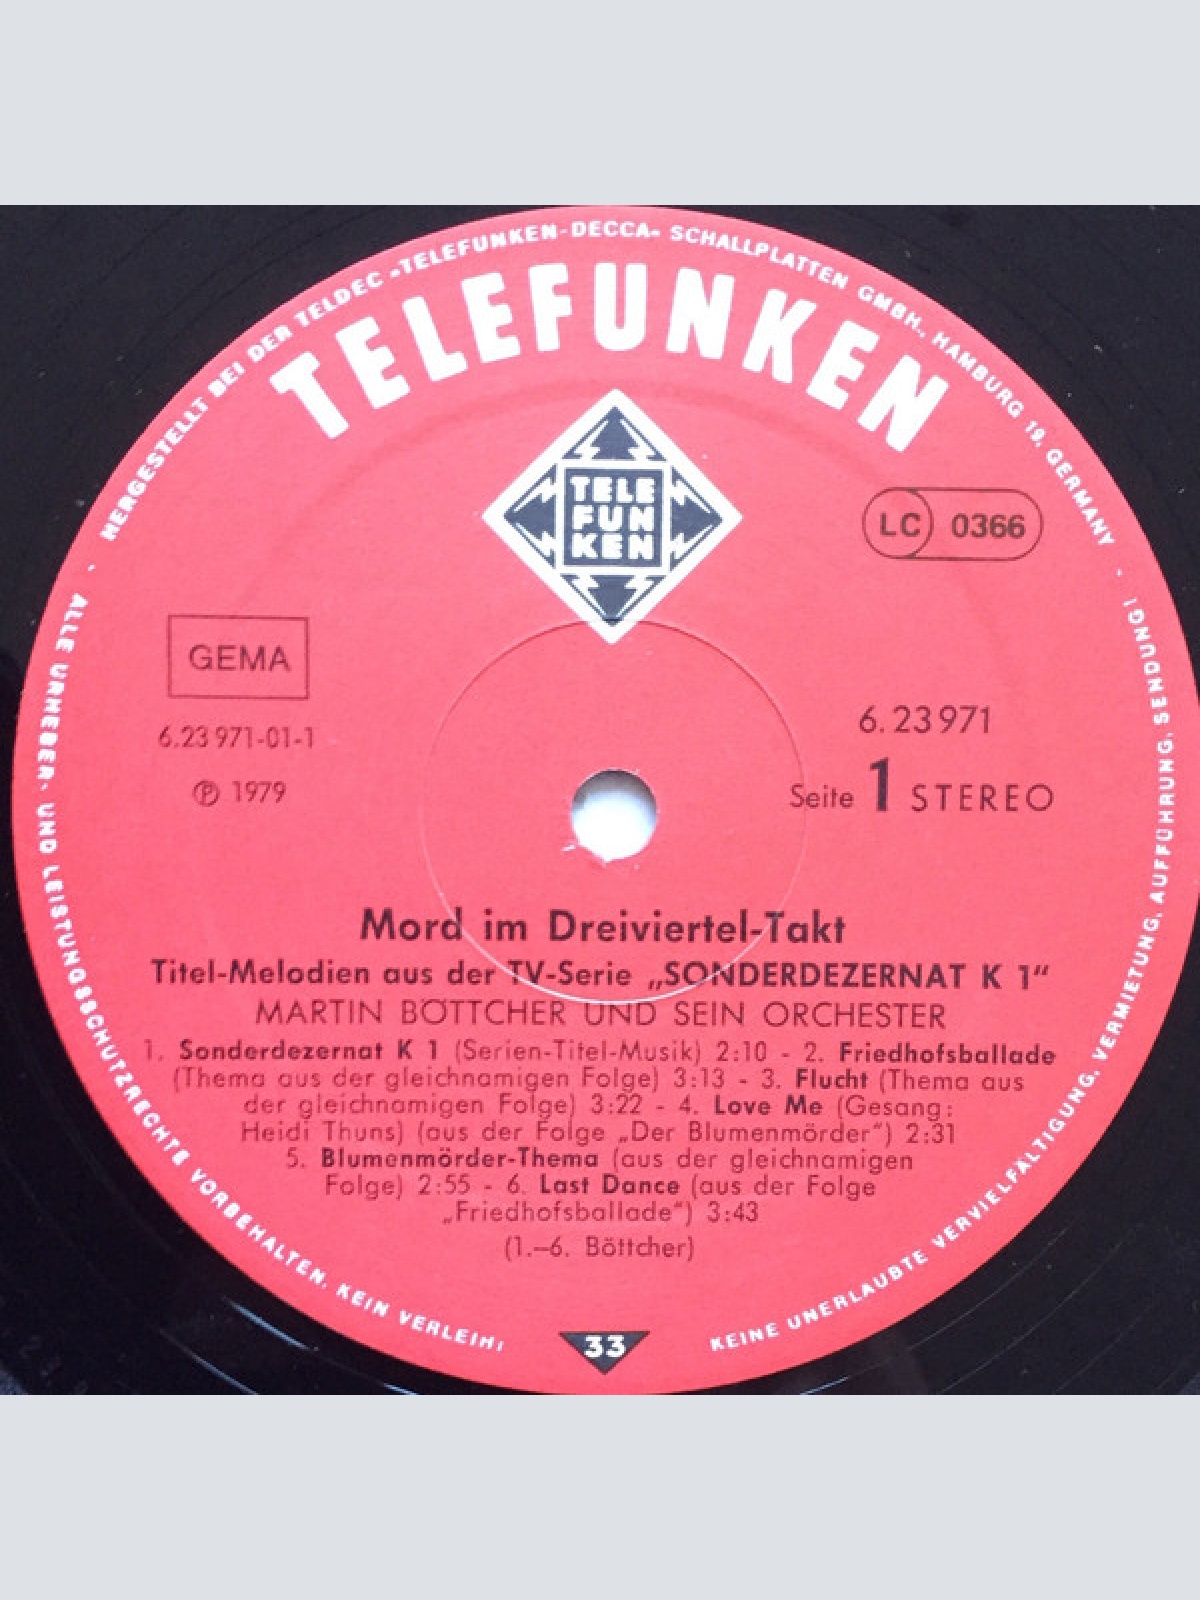 HERGESTELLT BEI DER TELDEC »TELEFUNKEN-DECCA« SCHALLPLATTEN GMBH., HAMBURG 19, GERMANY -
TELEFUNKEN
TELE
FUN
KEN
LC 0366
GEMA
6.23971-01-1
℗ 1979
6.23971
Seite 1 STEREO
Mord im Dreiviertel-Takt
Titel-Melodien aus der TV-Serie „SONDERDEZERNAT K 1“
MARTIN BÖTTCHER UND SEIN ORCHESTER
1. Sonderdezernat K 1 (Serien-Titel-Musik) 2:10 - 2. Friedhofsballade
(Thema aus der gleichnamigen Folge) 3:13 - 3. Flucht (Thema aus
der gleichnamigen Folge) 3:22 - 4. Love Me (Gesang:
Heidi Thuns) (aus der Folge „Der Blumenmörder“) 2:31
5. Blumenmörder-Thema (aus der gleichnamigen
Folge) 2:55 - 6. Last Dance (aus der Folge
„Friedhofsballade“) 3:43
(1.–6. Böttcher)
33
- ALLE URHEBER- UND LEISTUNGSSCHUTZRECHTE VORBEHALTEN. KEIN VERLEIH!
KEINE UNERLAUBTE VERVIELFÄLTIGUNG, VERMIETUNG, AUFFÜHRUNG, SENDUNG!